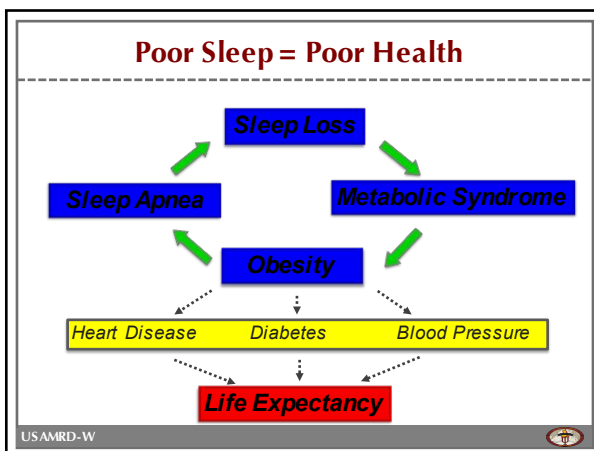 Poor Sleep = Poor Health
Sleep Loss
Sleep Apnea
Metabolic Syndrome
Obesity
Heart Disease Diabetes Blood Pressure
Life Expectancy
USAMRD-W